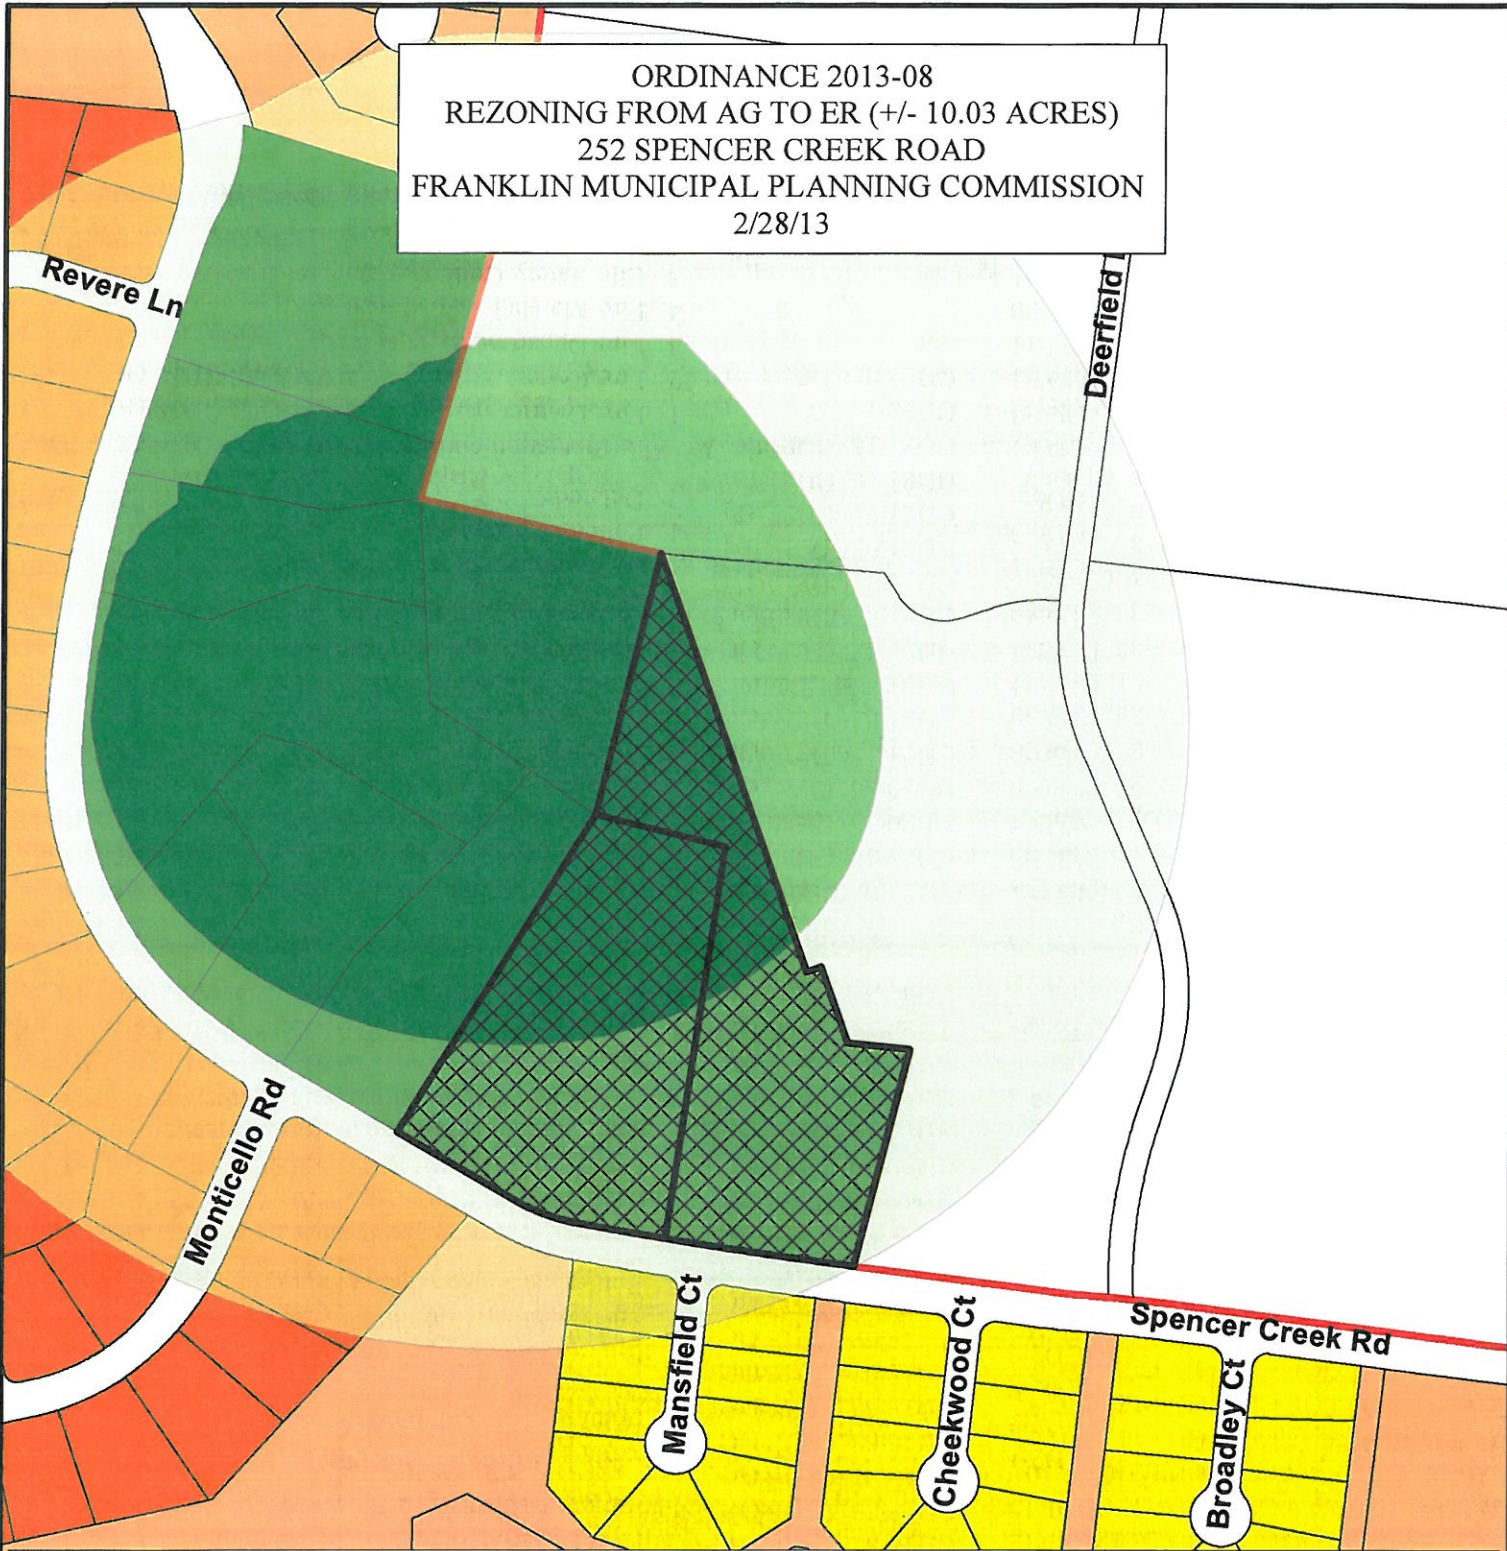 ORDINANCE 2013-08
REZONING FROM AG TO ER (+/- 10.03 ACRES)
252 SPENCER CREEK ROAD
FRANKLIN MUNICIPAL PLANNING COMMISSION
2/28/13
Revere Ln
Deerfield
Monticello Rd
Mansfield Ct
Cheekwood Ct
Spencer Creek Rd
Broadley Ct